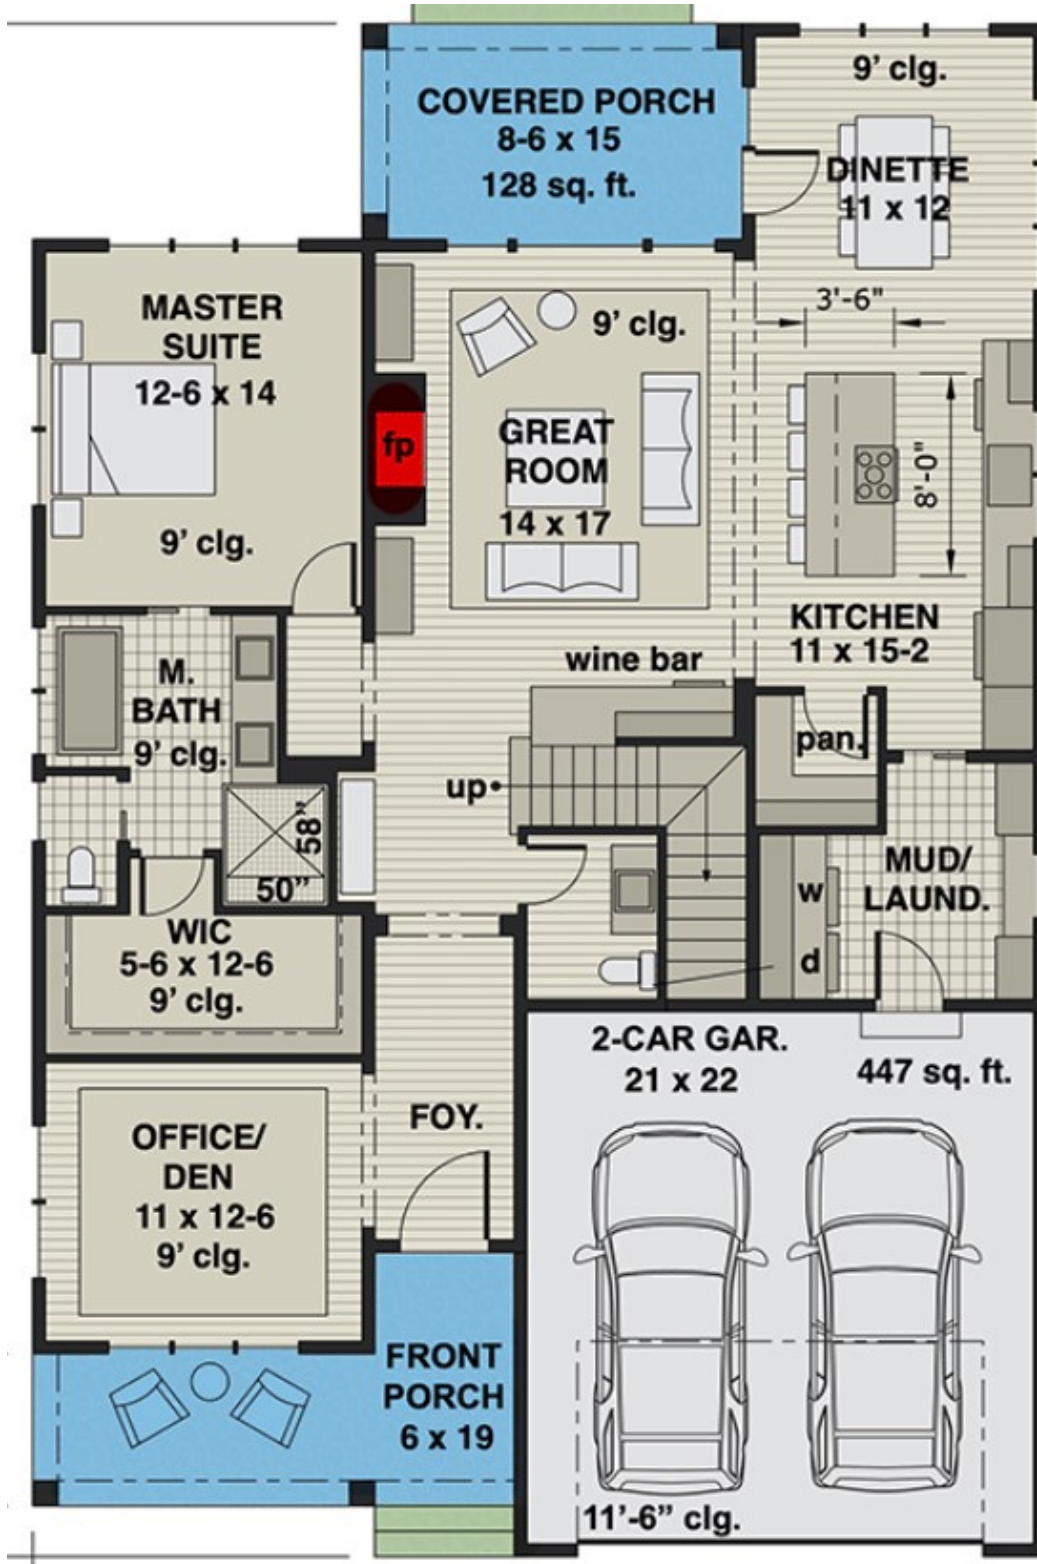 COVERED PORCH
8-6 x 15
128 sq. ft.
9’ clg.
DINETTE
11 x 12
3'-6"
MASTER
SUITE
12-6 x 14
9’ clg.
fp
9’ clg.
GREAT
ROOM
14 x 17
8'-0"
KITCHEN
11 x 15-2
wine bar
M.
BATH
9’ clg.
pan.
up
58”
50”
MUD/
LAUND.
w
d
WIC
5-6 x 12-6
9’ clg.
2-CAR GAR.
21 x 22
447 sq. ft.
FOY.
OFFICE/
DEN
11 x 12-6
9’ clg.
FRONT
PORCH
6 x 19
11’-6” clg.